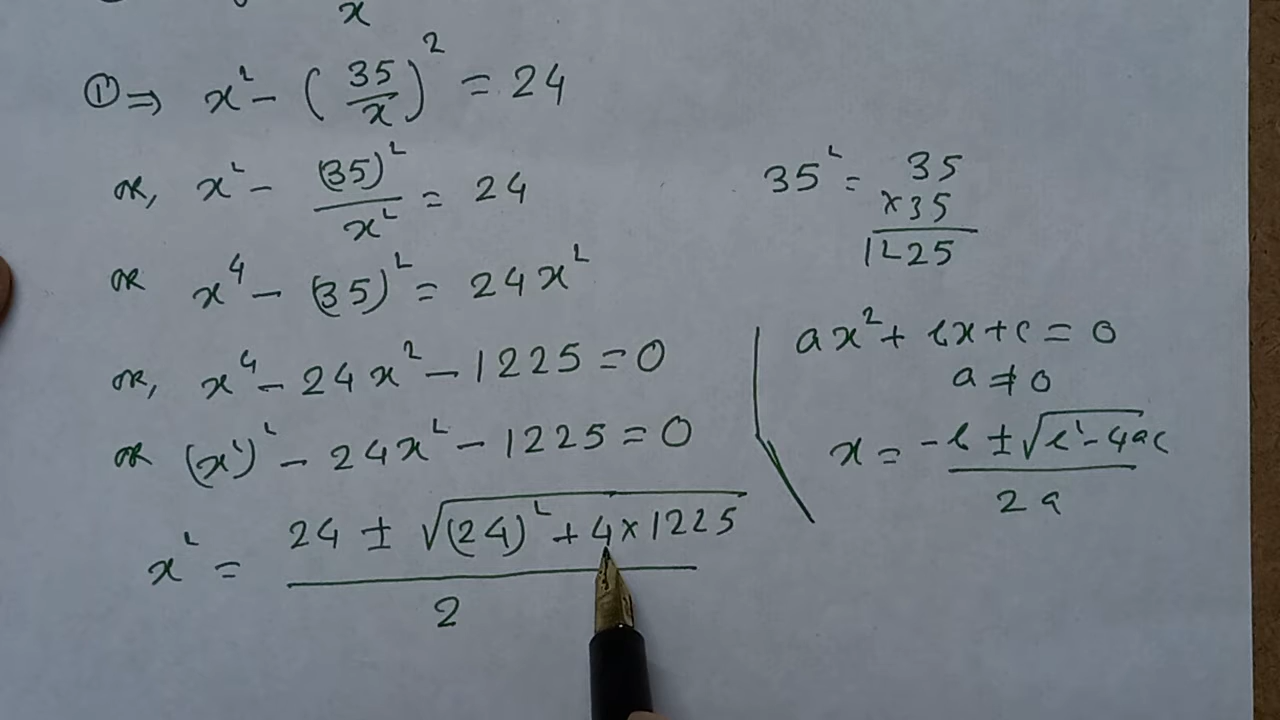 x
① ⇒ x² - (35/x)² = 24
or, x² - (35)²/x² = 24
or x⁴ - (35)² = 24x²
or, x⁴ - 24x² - 1225 = 0
or (x²)² - 24x² - 1225 = 0
x² = (24 ± √((24)² + 4 × 1225))/2
35² = 35
×35
1225
ax² + bx + c = 0
a ≠ 0
x = (-b ± √(b² - 4ac))/2a